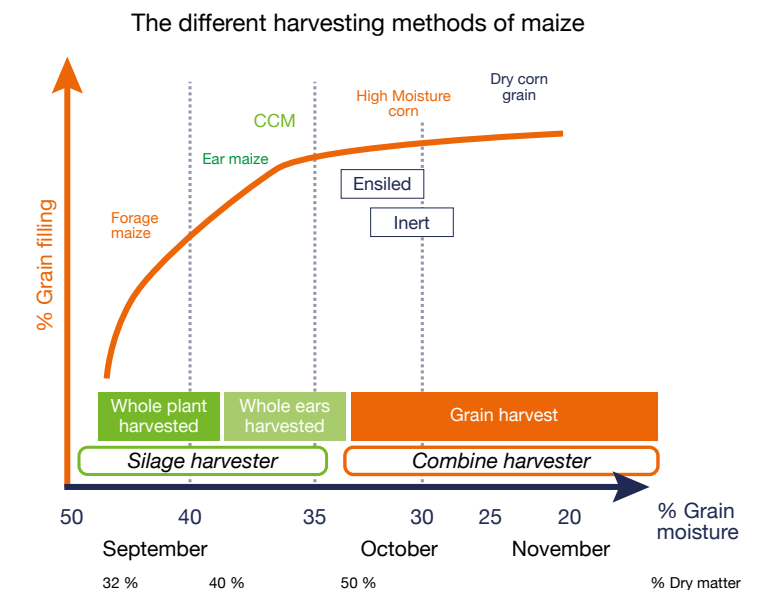 The different harvesting methods of maize
Dry corn
grain
High Moisture
corn
CCM
Ear maize
Ensiled
Inert
Forage
maize
% Grain filling
Whole plant
harvested
Whole ears
harvested
Grain harvest
Silage harvester
Combine harvester
50 40 35 30 25 20 % Grain
moisture
September October November
32 % 40 % 50 % % Dry matter